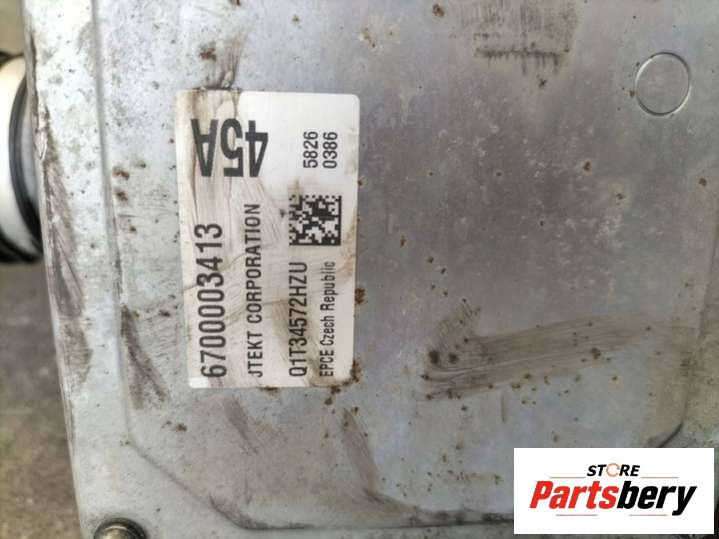 45A
5826
0386
6700003413
JTEKT CORPORATION
Q1T34572HZU
EPCE Czech Republic
STORE
Partsbery